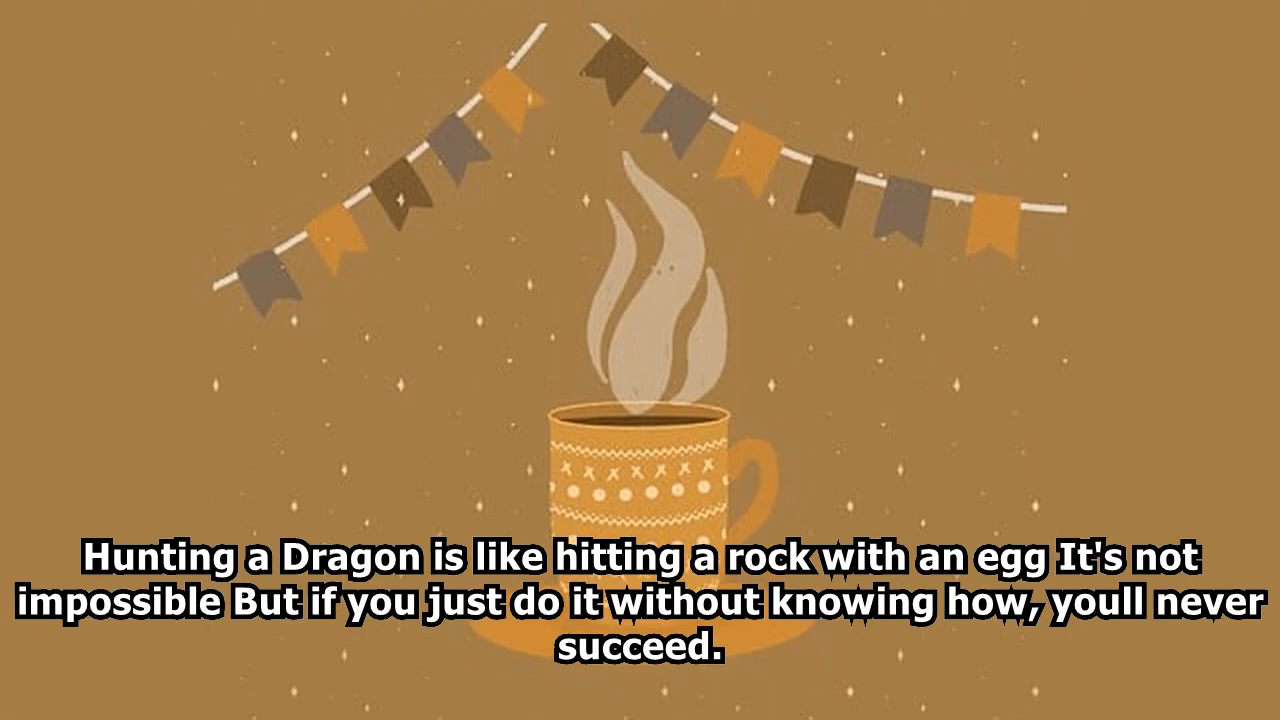 Hunting a Dragon is like hitting a rock with an egg It's not
impossible But if you just do it without knowing how, youll never
succeed.